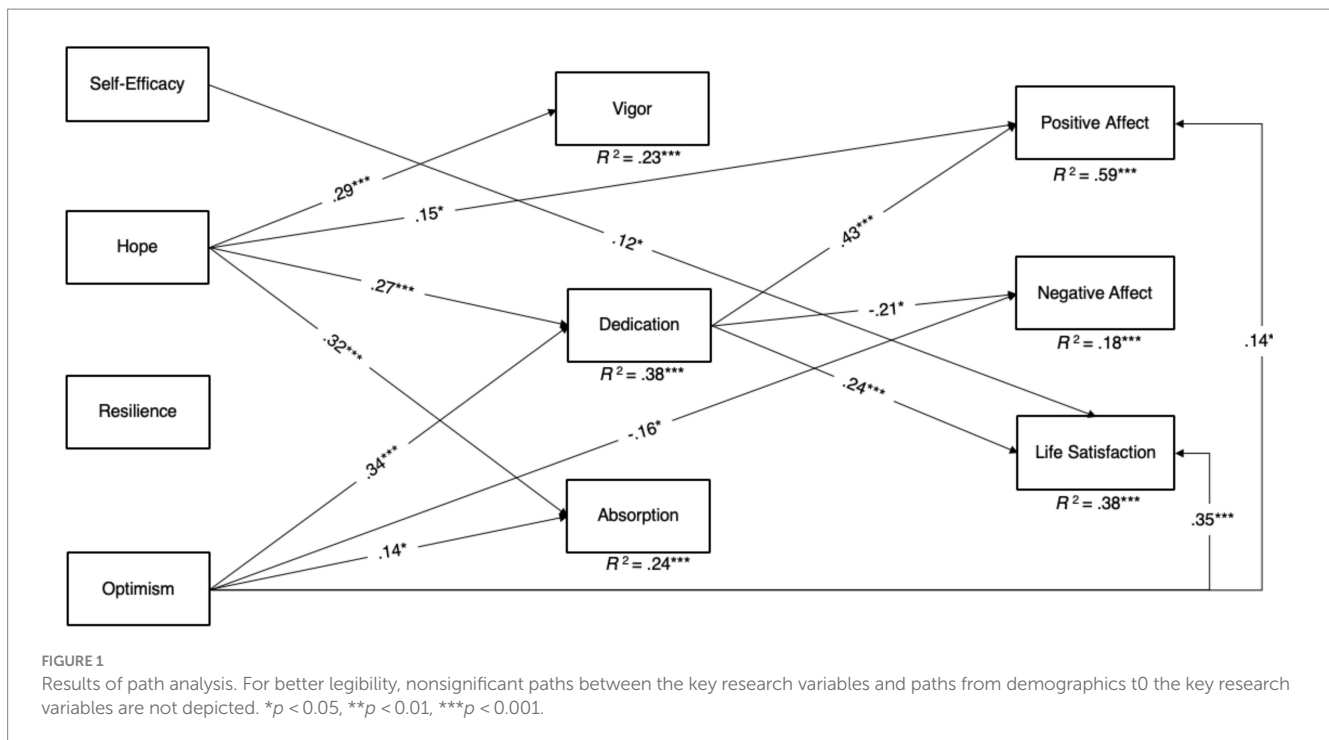 Self-Efficacy
Vigor
R² = .23***
Positive Affect
R² = .59***
.29***
.15*
.12*
.43***
Hope
.27***
.32***
Dedication
R² = .38***
-.21*
Negative Affect
R² = .18***
.14*
.24***
Resilience
.34***
-.16*
Life Satisfaction
R² = .38***
.35***
Absorption
R² = .24***
.14*
Optimism
FIGURE 1
Results of path analysis. For better legibility, nonsignificant paths between the key research variables and paths from demographics t0 the key research
variables are not depicted. *p < 0.05, **p < 0.01, ***p < 0.001.